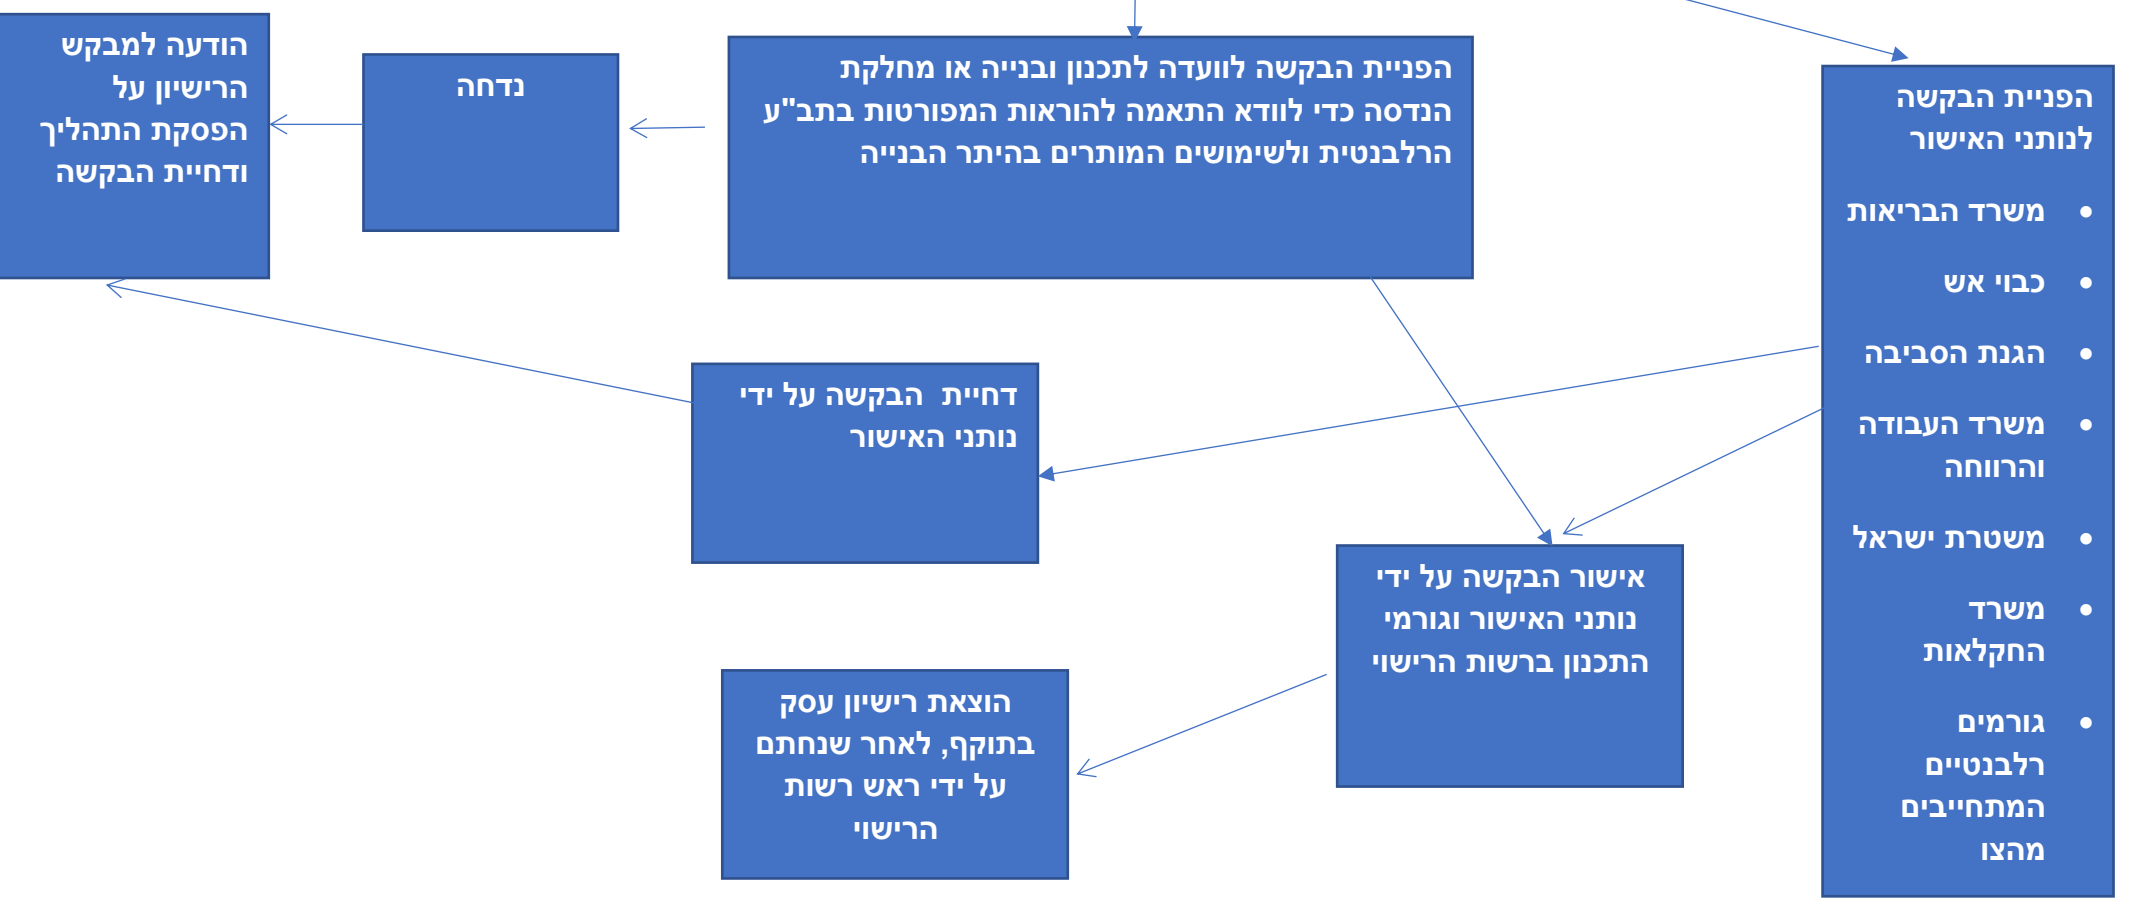 הפניית הבקשה
לנותני האישור
• משרד הבריאות
• כבוי אש
• הגנת הסביבה
• משרד העבודה
והרווחה
• משטרת ישראל
• משרד
החקלאות
• גורמים
רלבנטיים
המתחייבים
מהצו
הפניית הבקשה לוועדה לתכנון ובנייה או מחלקת
הנדסה כדי לוודא התאמה להוראות המפורטות בתב"ע
הרלבנטית ולשימושים המותרים בהיתר הבנייה
נדחה
הודעה למבקש
הרישיון על
הפסקת התהליך
ודחיית הבקשה
דחיית  הבקשה על ידי
נותני האישור
אישור הבקשה על ידי
נותני האישור וגורמי
התכנון ברשות הרישוי
הוצאת רישיון עסק
בתוקף, לאחר שנחתם
על ידי ראש רשות
הרישוי